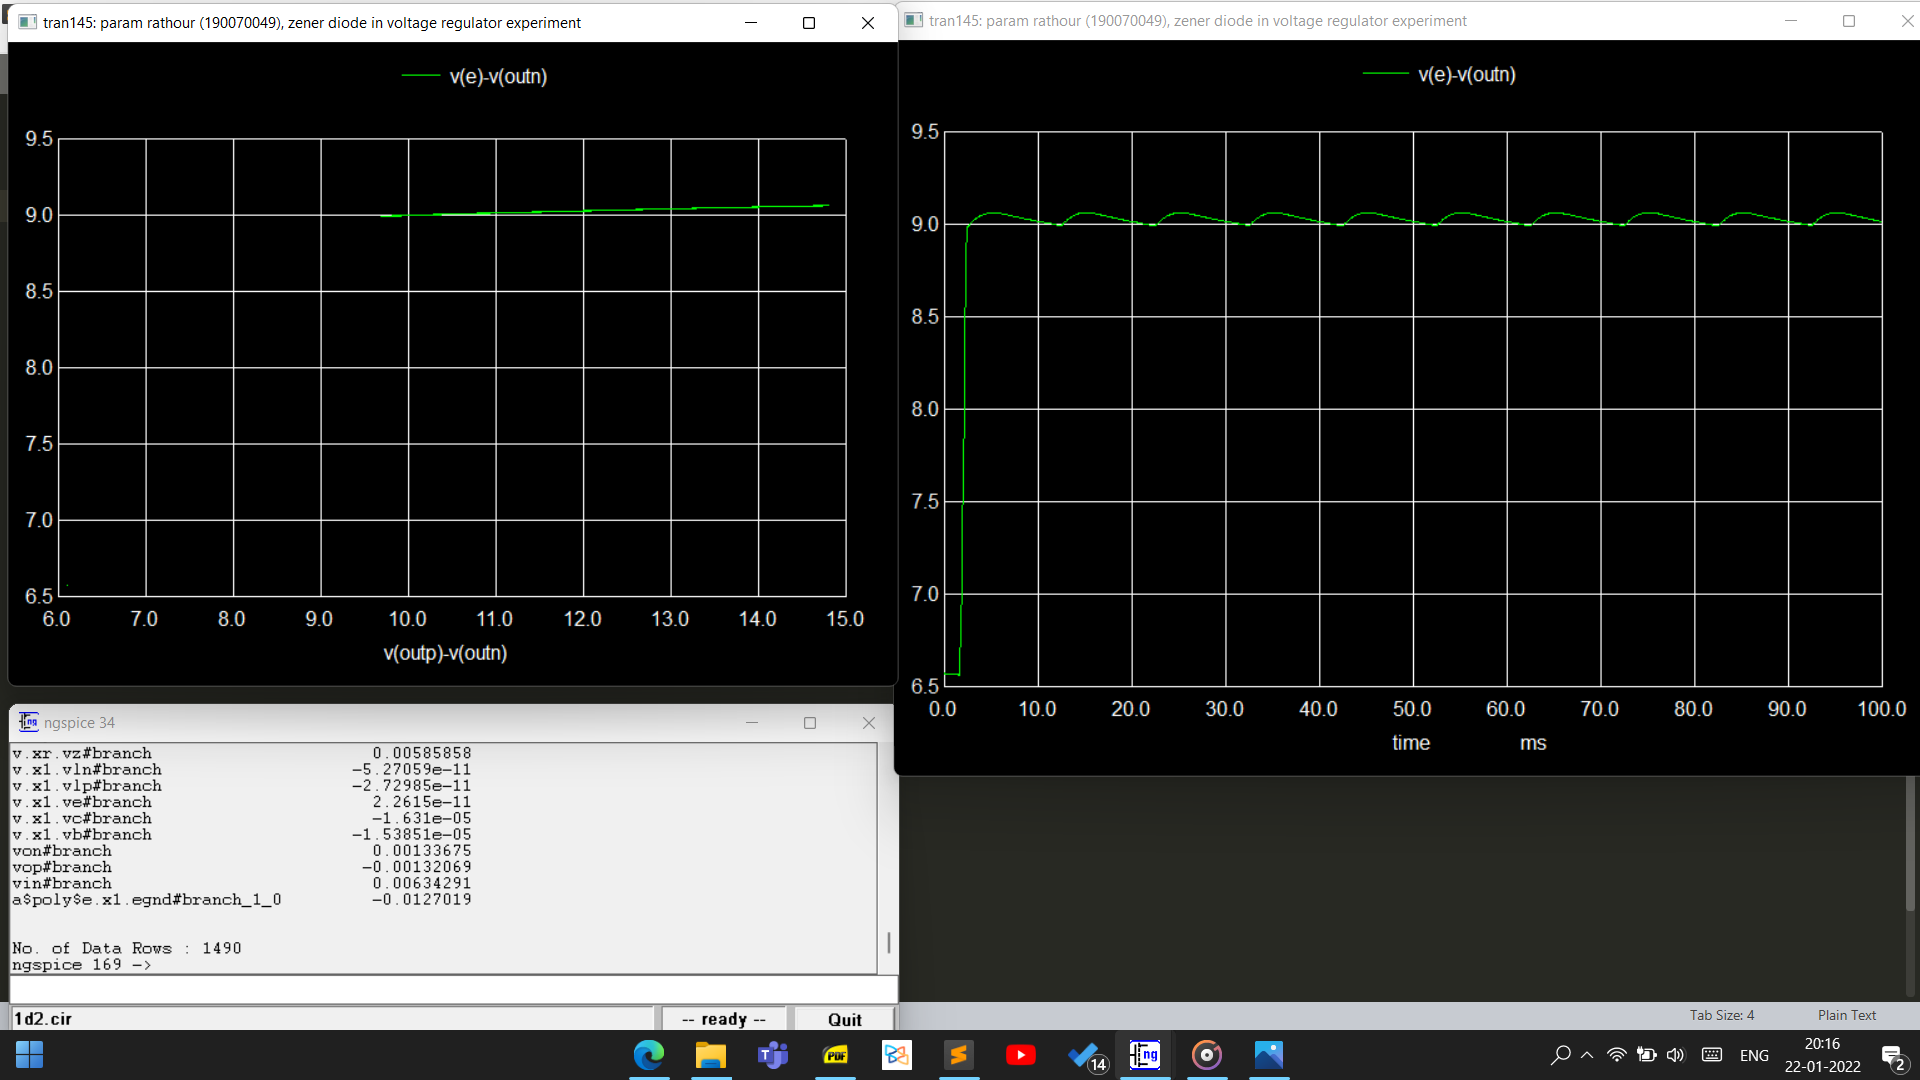 tran145: param rathour (190070049), zener diode in voltage regulator experiment
v(e)-v(outn)
9.5
9.0
8.5
8.0
7.5
7.0
6.5
6.0 7.0 8.0 9.0 10.0 11.0 12.0 13.0 14.0 15.0
v(outp)-v(outn)
tran145: param rathour (190070049), zener diode in voltage regulator experiment
v(e)-v(outn)
9.5
9.0
8.5
8.0
7.5
7.0
6.5
0.0 10.0 20.0 30.0 40.0 50.0 60.0 70.0 80.0 90.0 100.0
time ms
ngspice 34
v.xr.vz#branch 0.00585858
v.x1.vln#branch -5.27059e-11
v.x1.vlp#branch -2.72985e-11
v.x1.ve#branch 2.2615e-11
v.x1.vc#branch -1.631e-05
v.x1.vb#branch -1.53851e-05
von#branch 0.00133675
vop#branch -0.00132069
vin#branch 0.00634291
a$poly$e.x1.egnd#branch_1_0 -0.0127019
No. of Data Rows : 1490
ngspice 169 ->
1d2.cir -- ready -- Quit
Tab Size: 4 Plain Text
PDF
ng
14
ENG
20:16
22-01-2022
2